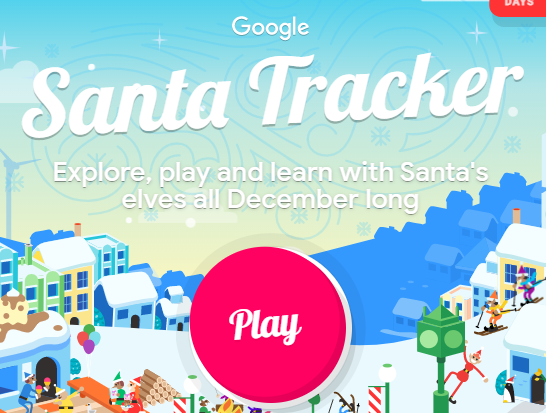 DAYS
Google
Santa Tracker
Explore, play and learn with Santa's
elves all December long
Play